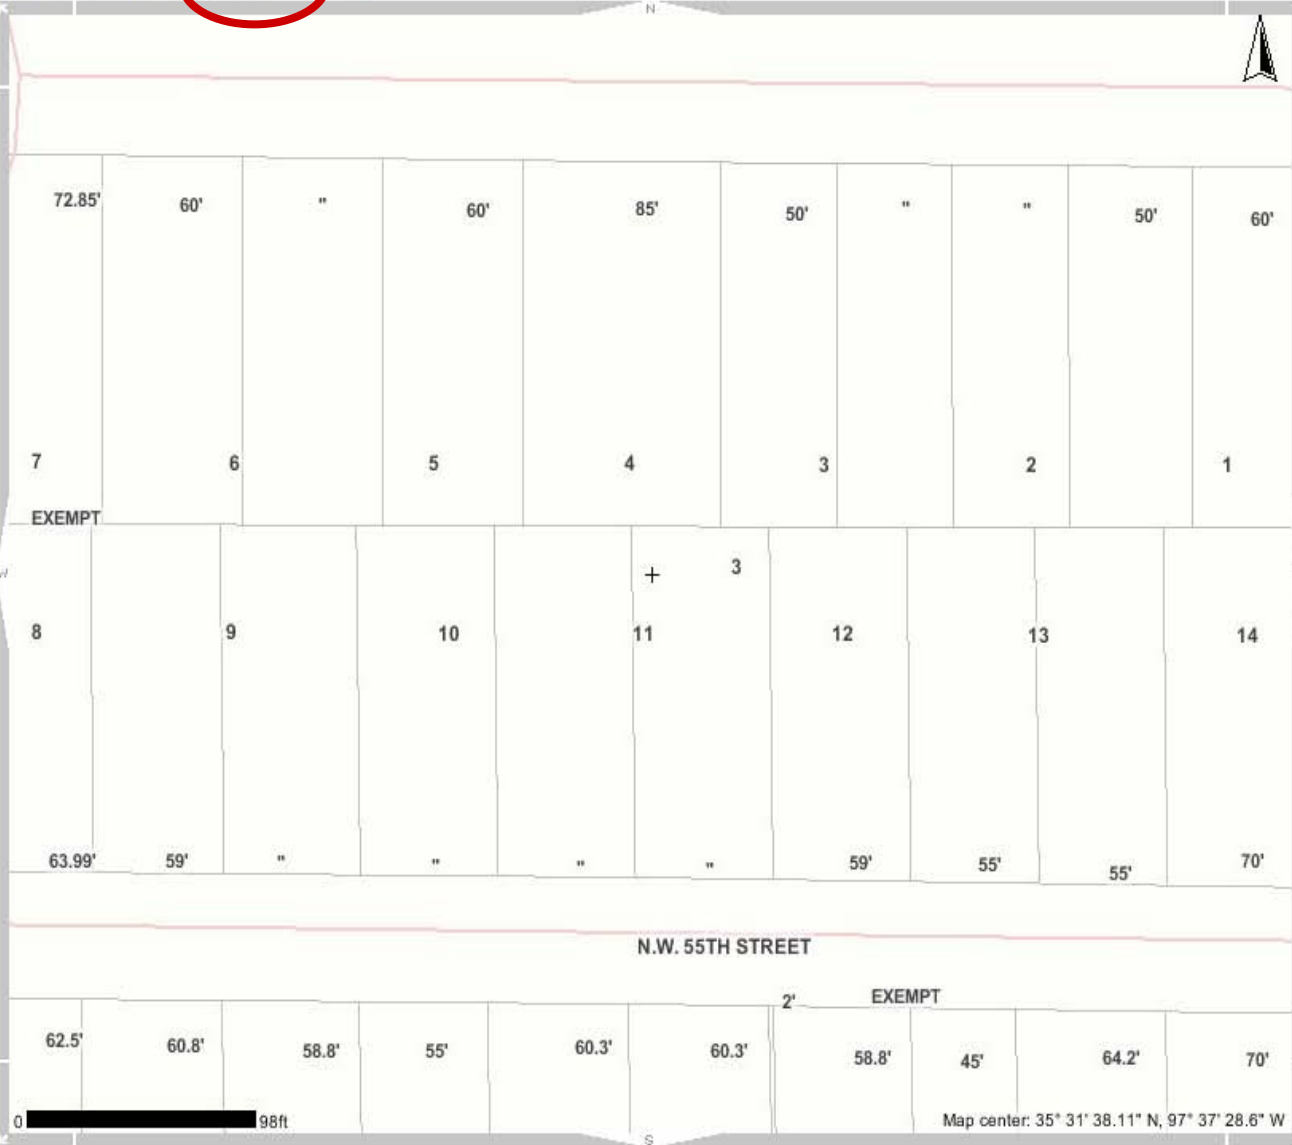 N
72.85' 60' " 60' 85' 50' " " 50' 60'
7 6 5 4 3 2 1
EXEMPT
3
W
8 9 10 11 12 13 14
63.99' 59' " " " " 59' 55' 55' 70'
N.W. 55TH STREET
2' EXEMPT
62.5' 60.8' 58.8' 55' 60.3' 60.3' 58.8' 45' 64.2' 70'
0 98ft Map center: 35° 31' 38.11" N, 97° 37' 28.6" W
S